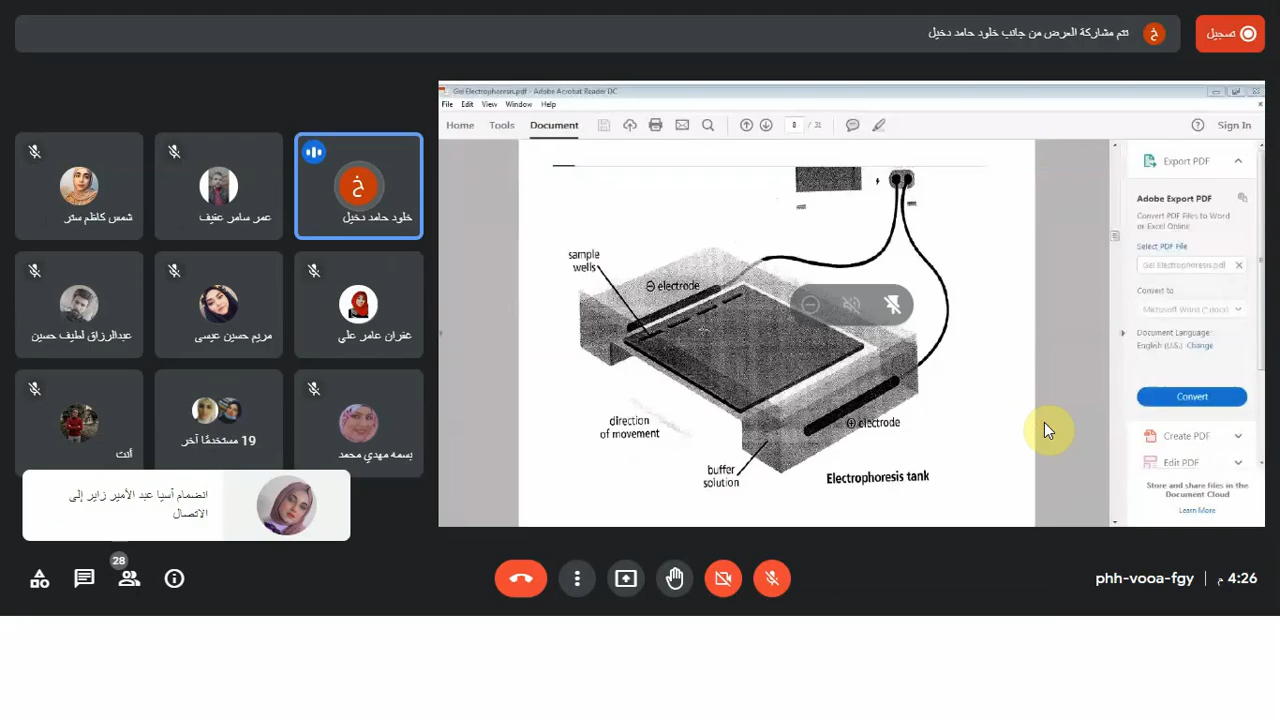 تتم مشاركة العرض من جانب خلود حامد دخيل
خ
تسجيل
شمس كاظم ستر
عمر سامر عنيف
خ
خلود حامد دخيل
عبدالرزاق لطيف حسين
مريم حسين عيسى
غفران عامر علي
أنت
19 مستخدمًا آخر
بسمه مهدي محمد
انضمام آسيا عبد الأمير زاير إلى
الاتصال
Gel Electrophoresis.pdf - Adobe Acrobat Reader DC
File Edit View Window Help
Home Tools Document
8 / 31
Sign In
sample
wells
⊖ electrode
direction
of movement
⊕ electrode
buffer
solution
Electrophoresis tank
Export PDF
Adobe Export PDF
Convert PDF Files to Word
or Excel Online
Select PDF File
Gel Electrophoresis.pdf
Convert to
Microsoft Word (*.docx)
Document Language:
English (U.S.) Change
Convert
Create PDF
Edit PDF
Store and share files in the
Document Cloud
Learn More
28
phh-vooa-fgy
4:26 م